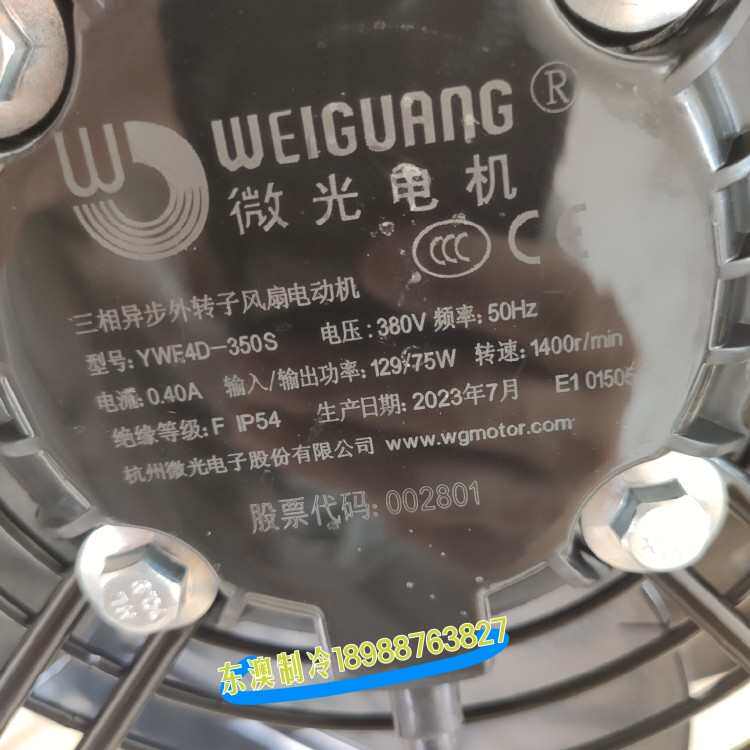 WEIGUANG®
微光电机
CCC CE
三相异步外转子风扇电动机
型号:YWF4D-350S 电压:380V 频率:50Hz
电流:0.40A 输入/输出功率:129/75W 转速:1400r/min
绝缘等级:F IP54 生产日期:2023年7月 E1 01505
杭州微光电子股份有限公司 www.wgmotor.com
股票代码:002801
东澳制冷18988763827